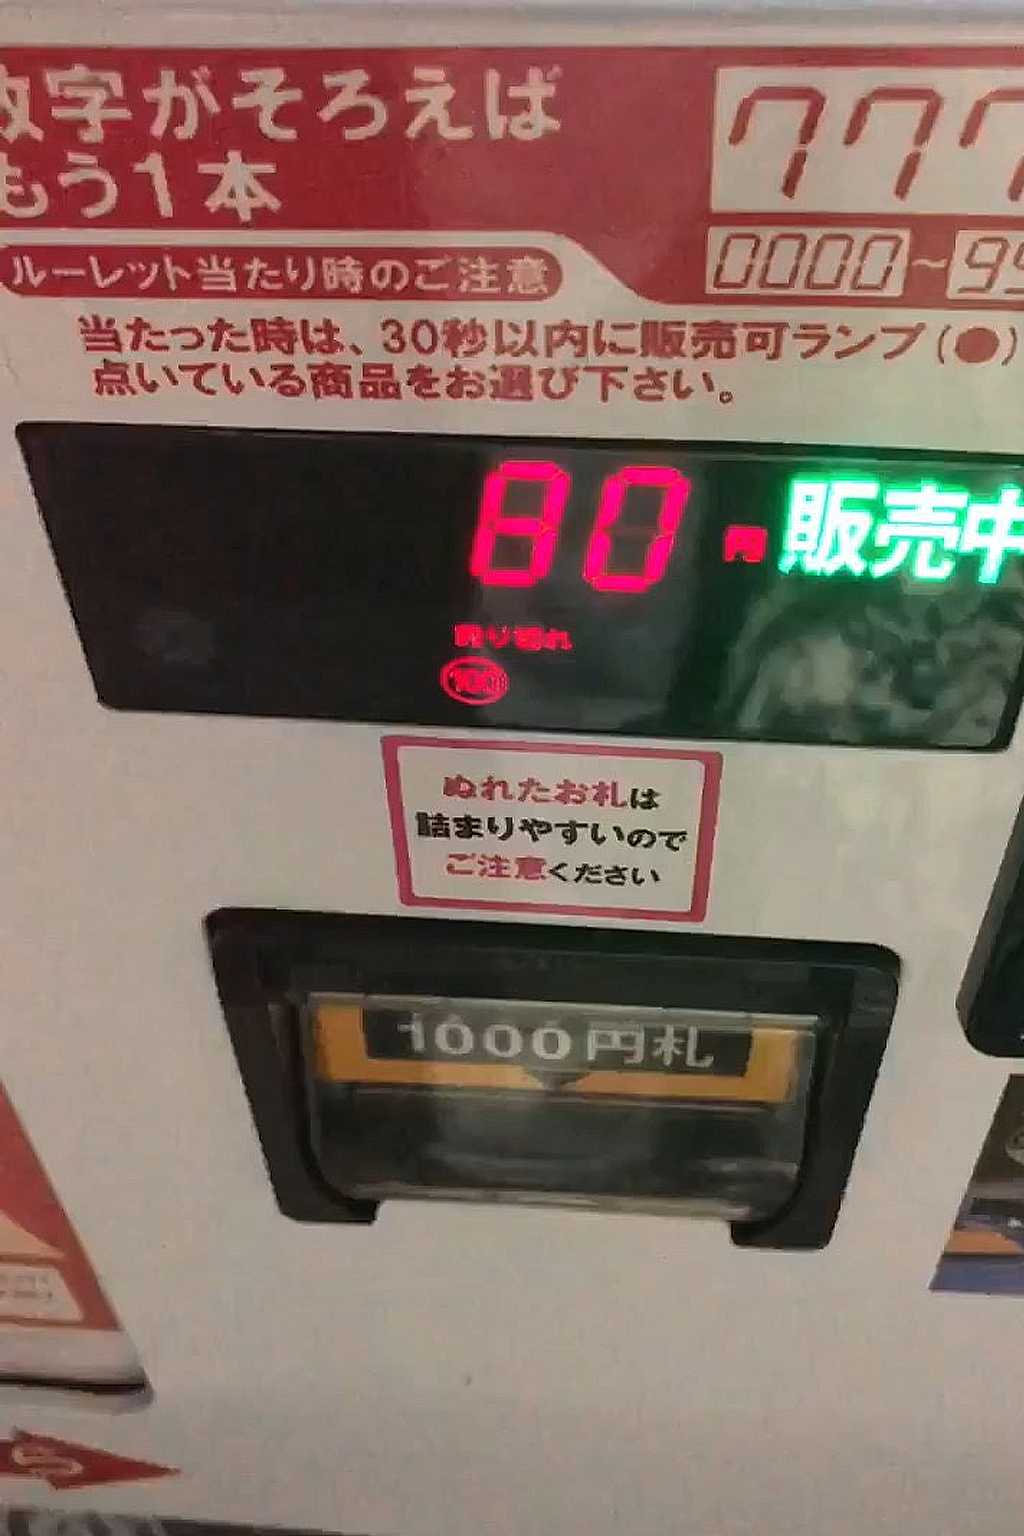 数字がそろえば
もう1本
777
ルーレット当たり時のご注意
0000～99
当たった時は、30秒以内に販売可ランプ(●)
点いている商品をお選び下さい。
80円 販売中
売り切れ
ぬれたお札は
詰まりやすいので
ご注意ください
1000円札